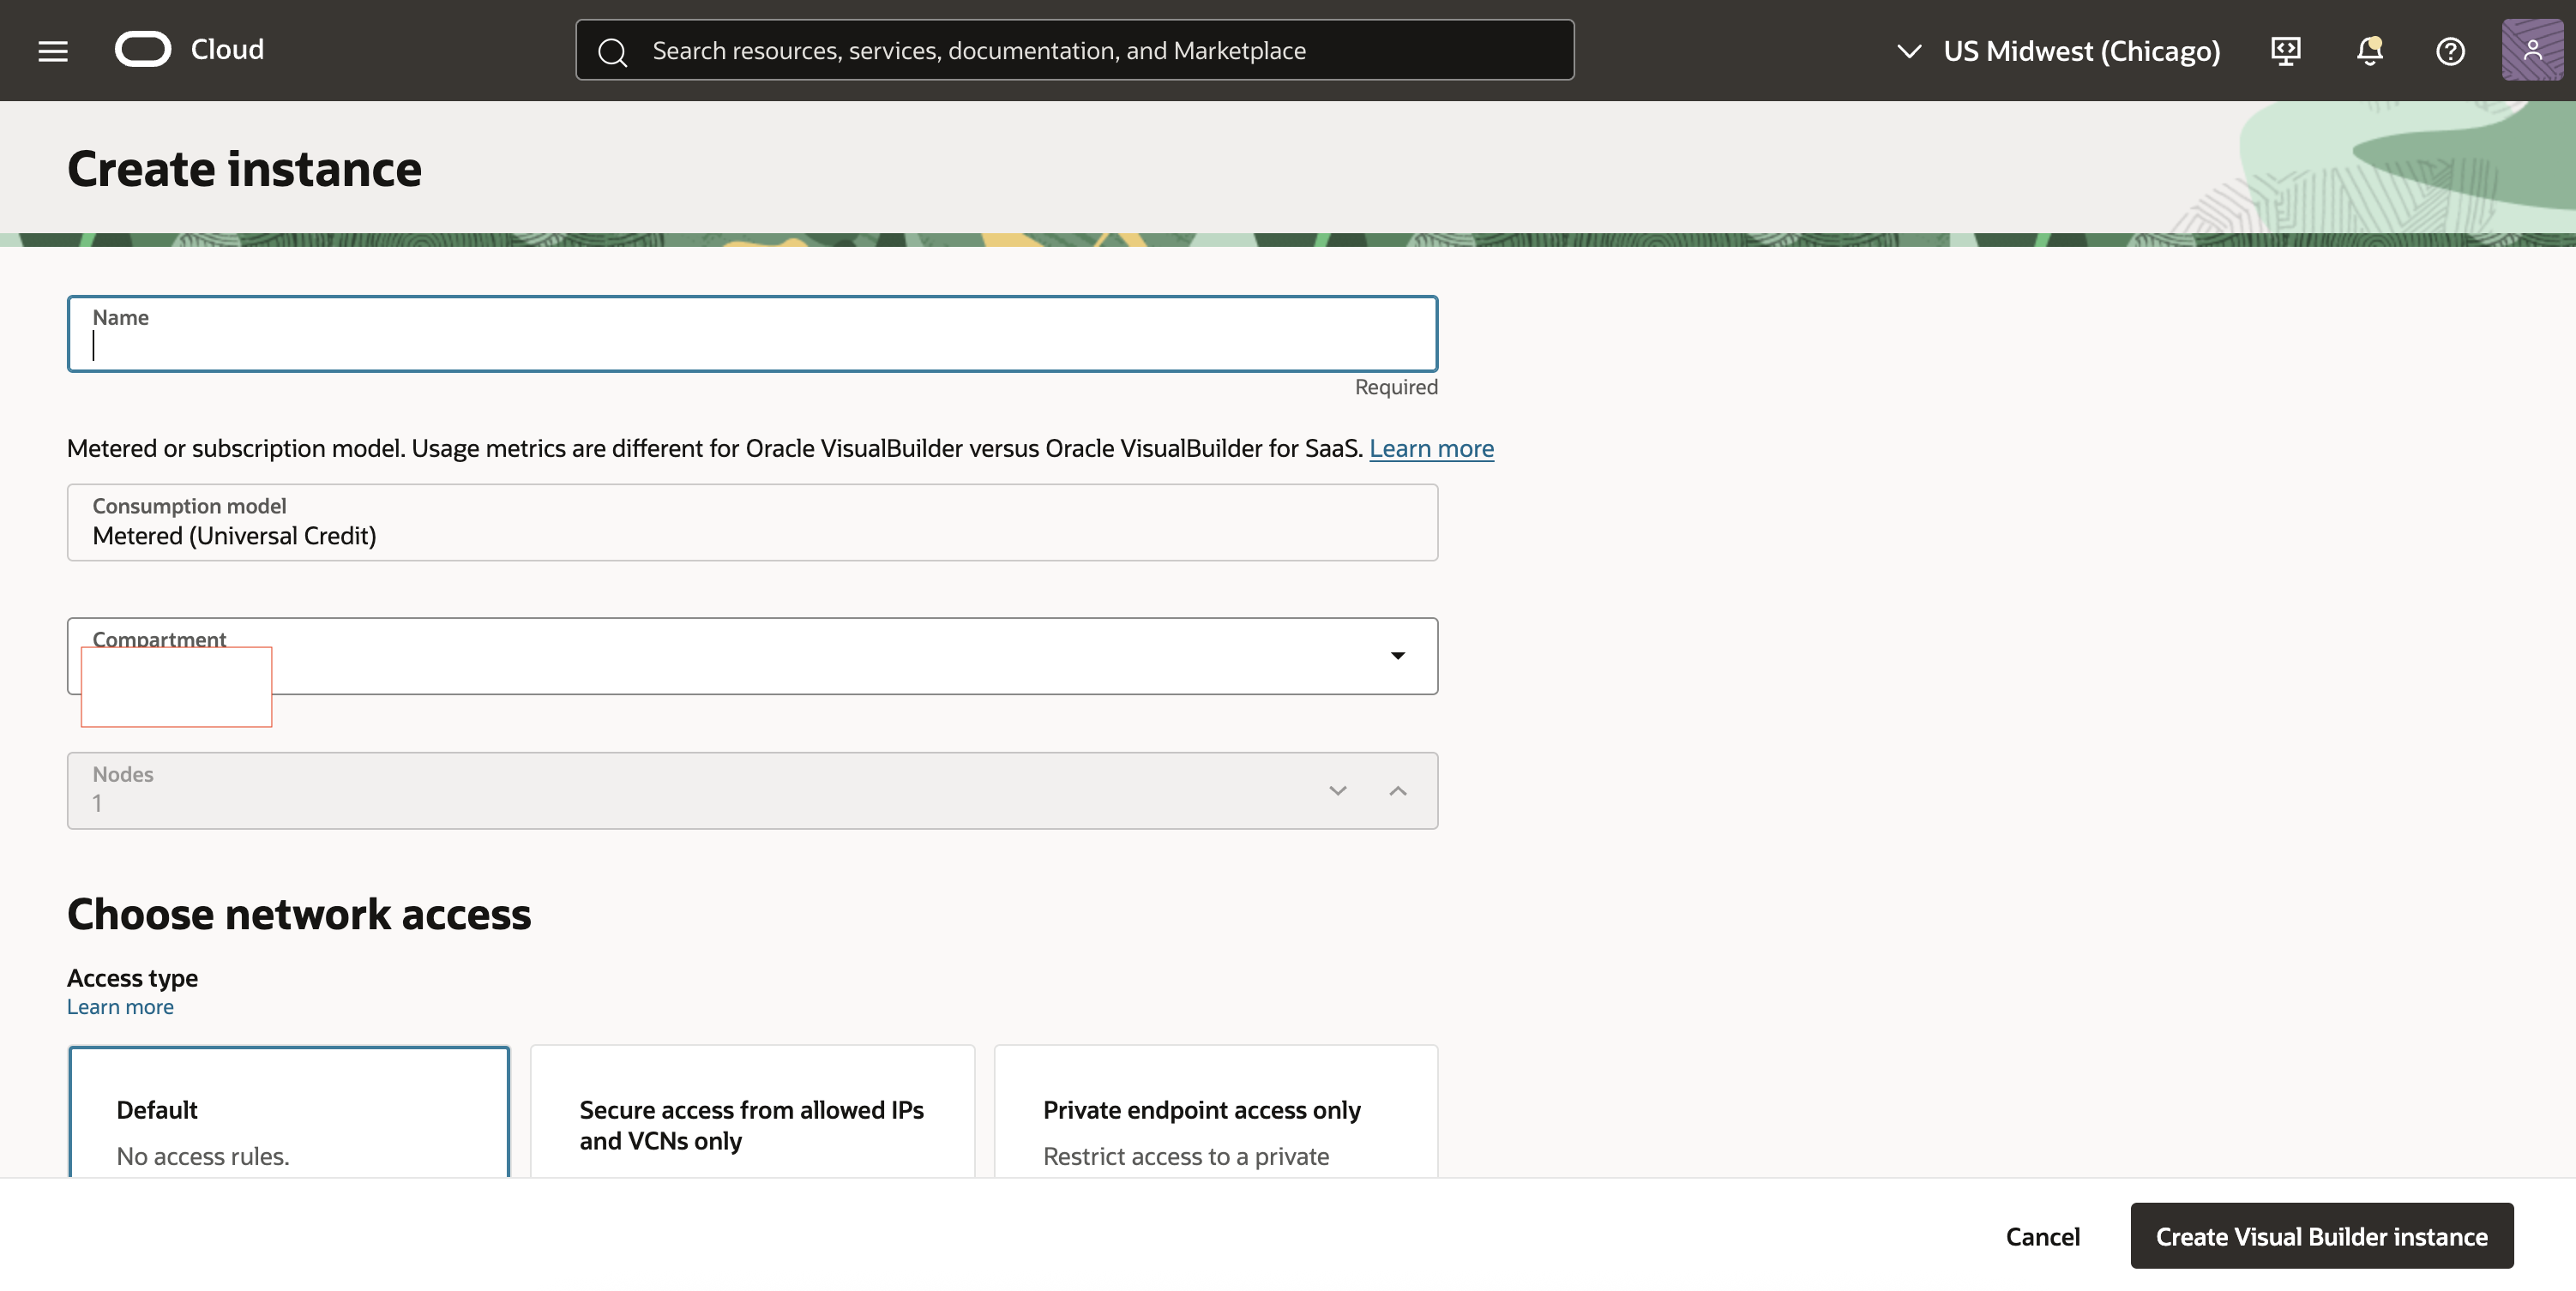 Cloud
Search resources, services, documentation, and Marketplace
US Midwest (Chicago)
Create instance
Name
Required
Metered or subscription model. Usage metrics are different for Oracle VisualBuilder versus Oracle VisualBuilder for SaaS. Learn more
Consumption model
Metered (Universal Credit)
Compartment
Nodes
1
Choose network access
Access type
Learn more
Default
No access rules.
Secure access from allowed IPs
and VCNs only
Private endpoint access only
Restrict access to a private
Cancel
Create Visual Builder instance